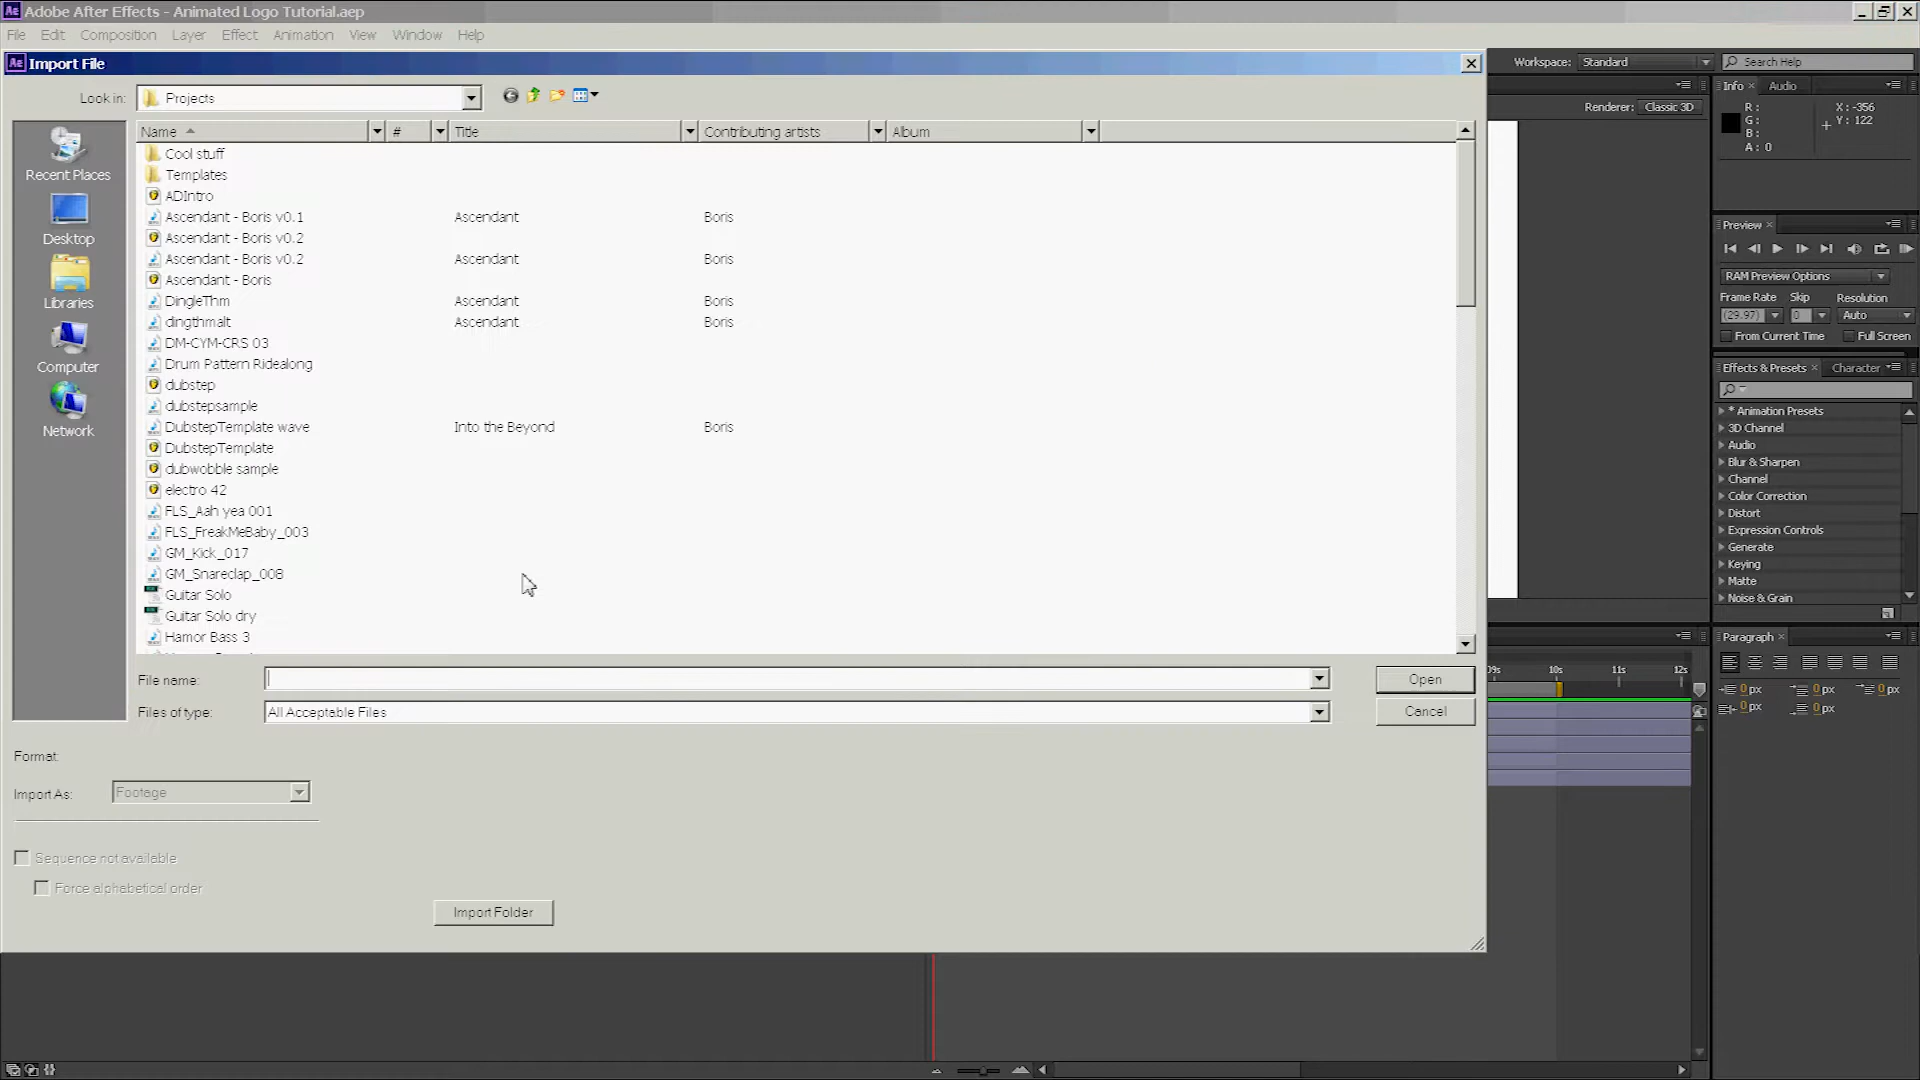 Adobe After Effects - Animated Logo Tutorial.aep
File Edit Composition Layer Effect Animation View Window Help
Import File
Workspace: Standard Search Help
Look in: Projects
Info Audio
Renderer: Classic 3D
R: X: -356
G: Y: 122
B:
A: 0
Name # Title Contributing artists Album
Cool stuff
Templates
ADIntro
Ascendant - Boris v0.1 Ascendant Boris
Ascendant - Boris v0.2
Ascendant - Boris v0.2 Ascendant Boris
Ascendant - Boris
DingleThm Ascendant Boris
dingthmalt Ascendant Boris
DM-CYM-CRS 03
Drum Pattern Ridealong
dubstep
dubstepsample
DubstepTemplate wave Into the Beyond Boris
DubstepTemplate
dubwobble sample
electro 42
FLS_Aah yea 001
FLS_FreakMeBaby_003
GM_Kick_017
GM_Snareclap_008
Guitar Solo
Guitar Solo dry
Hamor Bass 3
Recent Places
Desktop
Libraries
Computer
Network
File name: Open
Files of type: All Acceptable Files Cancel
Format:
Import As: Footage
Sequence not available
Force alphabetical order
Import Folder
Preview
RAM Preview Options
Frame Rate Skip Resolution
(29.97) 0 Auto
From Current Time Full Screen
Effects & Presets Character
* Animation Presets
3D Channel
Audio
Blur & Sharpen
Channel
Color Correction
Distort
Expression Controls
Generate
Keying
Matte
Noise & Grain
Paragraph
0 px 0 px 0 px
0 px 0 px
09s 10s 11s 12s